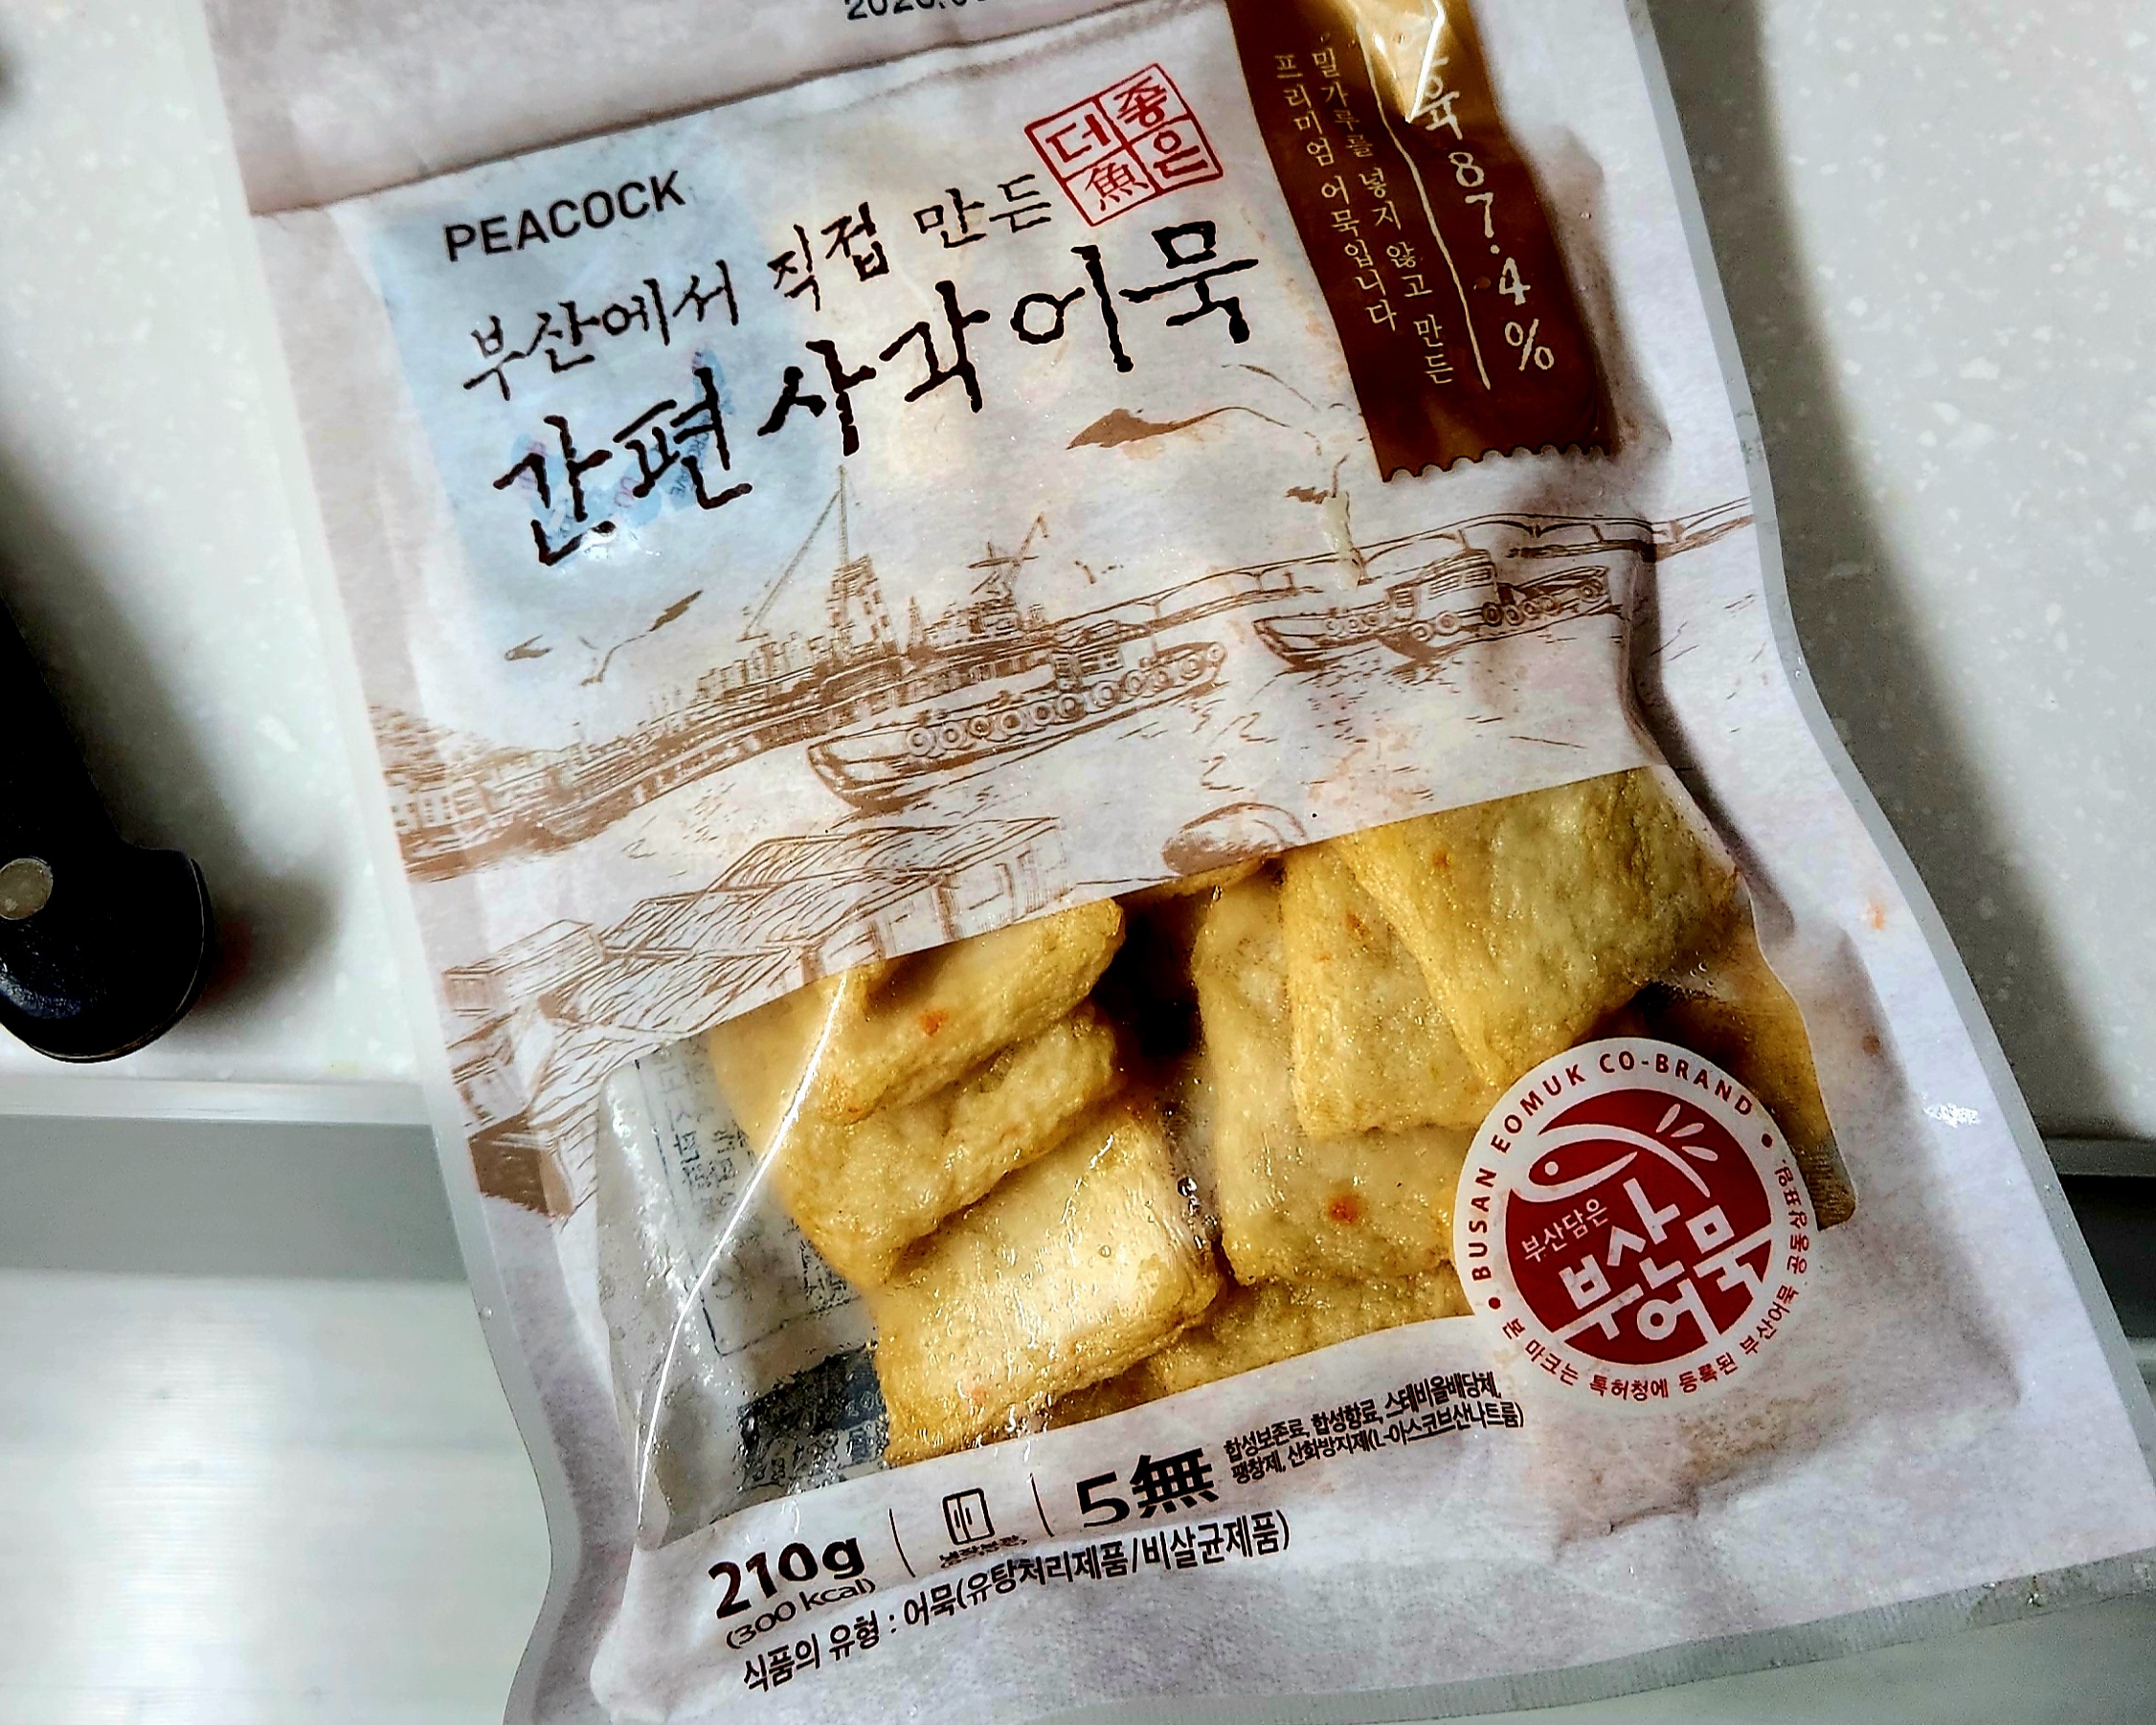 PEACOCK
더 좋은 魚
부산에서 직접 만든
간편 사각어묵
육 87.4%
밀가루를 넣지 않고 만든
프리미엄 어묵입니다
BUSAN EOMUK CO-BRAND
부산담은
부산
어묵
본 마크는 특허청에 등록된 부산어묵 공동상표임.
210g
(300 kcal)
5無
합성보존료, 합성향료, 스테비올배당체,
팽창제, 산화방지제(L-아스코브산나트륨)
식품의 유형 : 어묵(유탕처리제품/비살균제품)